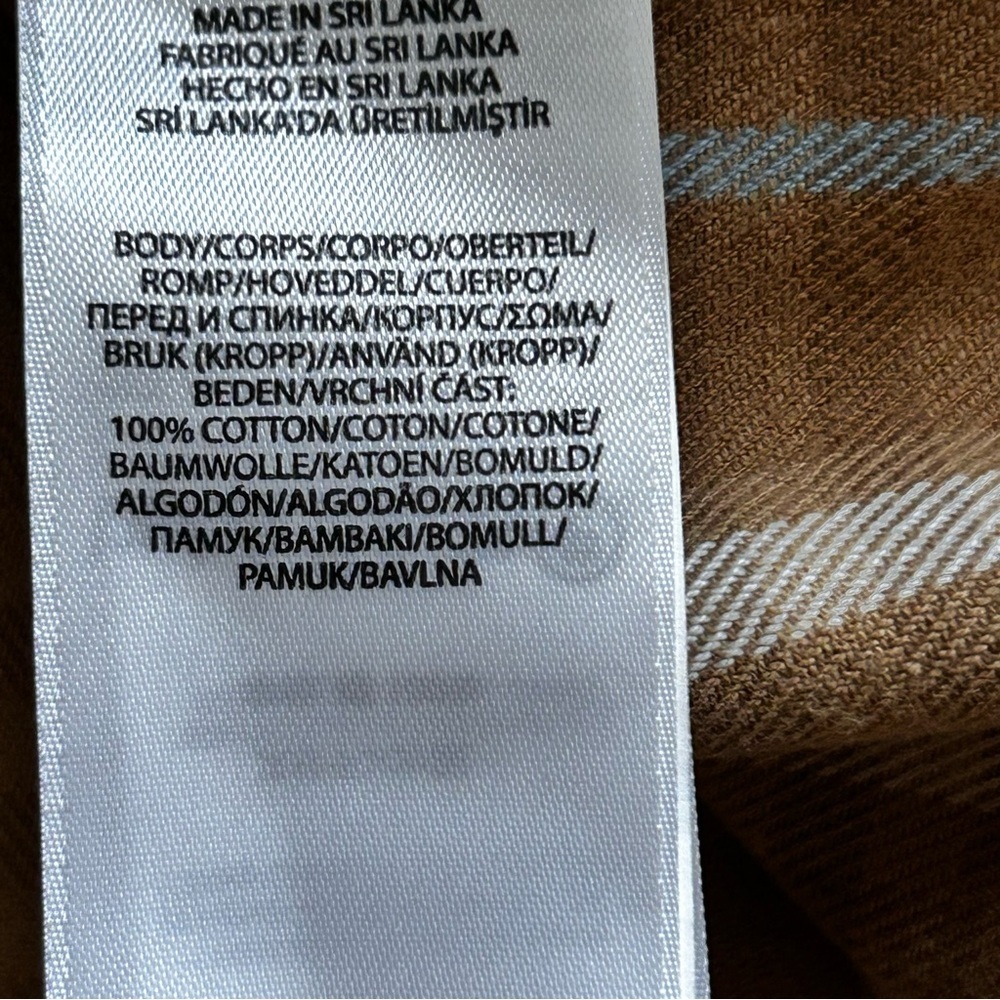 MADE IN SRI LANKA
FABRIQUÉ AU SRI LANKA
HECHO EN SRI LANKA
SRİ LANKA'DA ÜRETİLMİŞTİR
BODY/CORPS/CORPO/OBERTEIL/
ROMP/HOVEDDEL/CUERPO/
ПЕРЕД И СПИНКА/КОРПУС/ΣΩΜΑ/
BRUK (KROPP)/ANVÄND (KROPP)/
BEDEN/VRCHNÍ ČÁST:
100% COTTON/COTON/COTONE/
BAUMWOLLE/KATOEN/BOMULD/
ALGODÓN/ALGODÃO/ХЛОПОК/
ПАМУК/BAMBAKI/BOMULL/
PAMUK/BAVLNA